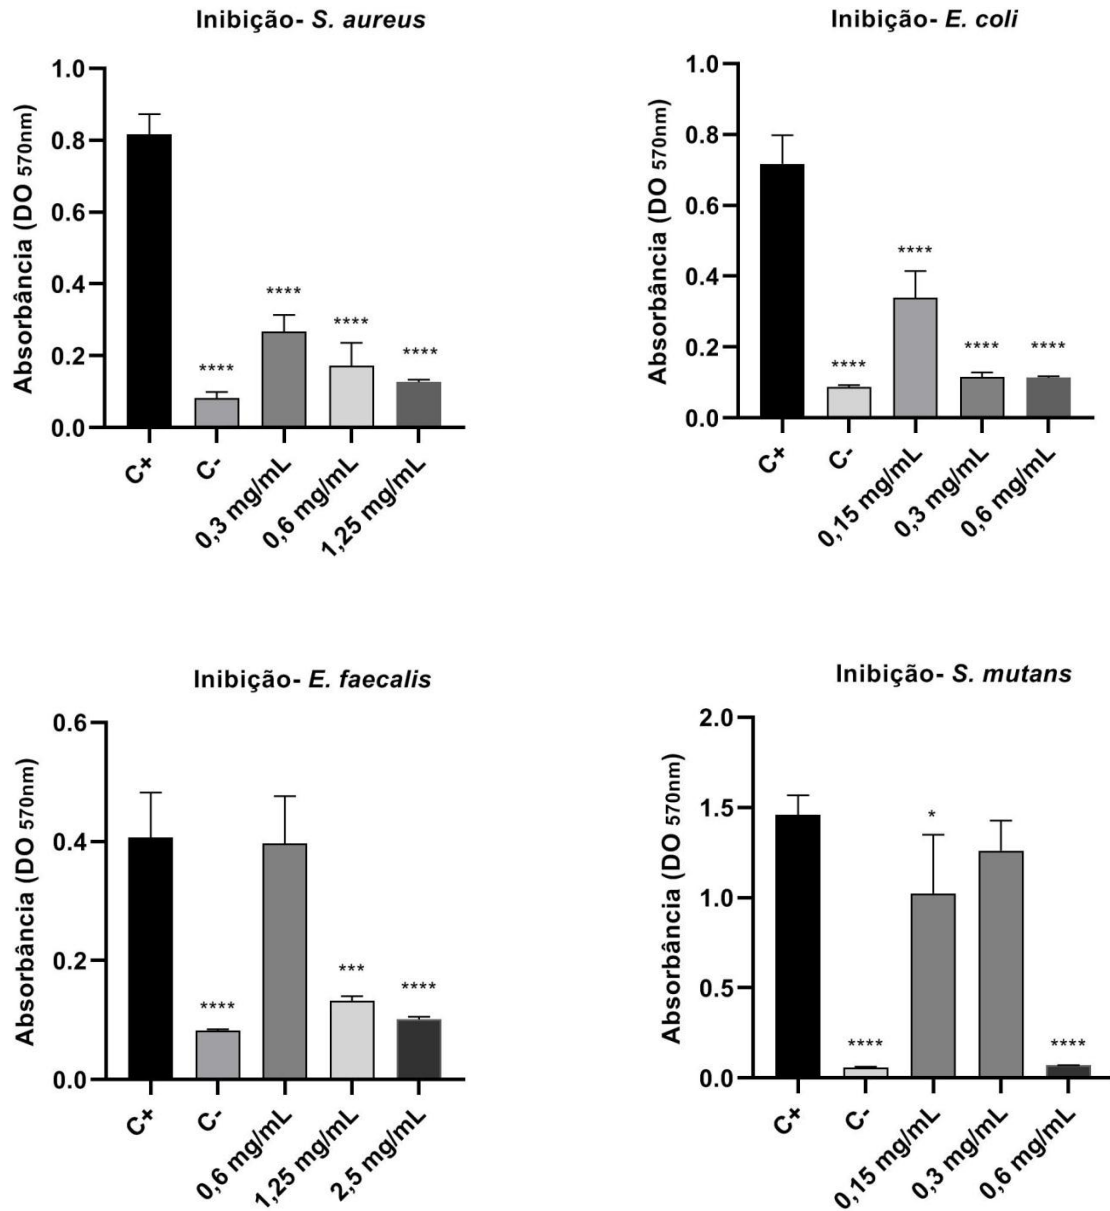 Inibição- S. aureus
Absorbância (DO 570nm)
1.0
0.8
0.6
0.4
0.2
0.0
****
****
****
****
C+
C-
0,3 mg/mL
0,6 mg/mL
1,25 mg/mL
Inibição- E. coli
Absorbância (DO 570nm)
1.0
0.8
0.6
0.4
0.2
0.0
****
****
****
****
C+
C-
0,15 mg/mL
0,3 mg/mL
0,6 mg/mL
Inibição- E. faecalis
Absorbância (DO 570nm)
0.6
0.4
0.2
0.0
****
***
****
C+
C-
0,6 mg/mL
1,25 mg/mL
2,5 mg/mL
Inibição- S. mutans
Absorbância (DO 570nm)
2.0
1.5
1.0
0.5
0.0
****
*
****
C+
C-
0,15 mg/mL
0,3 mg/mL
0,6 mg/mL